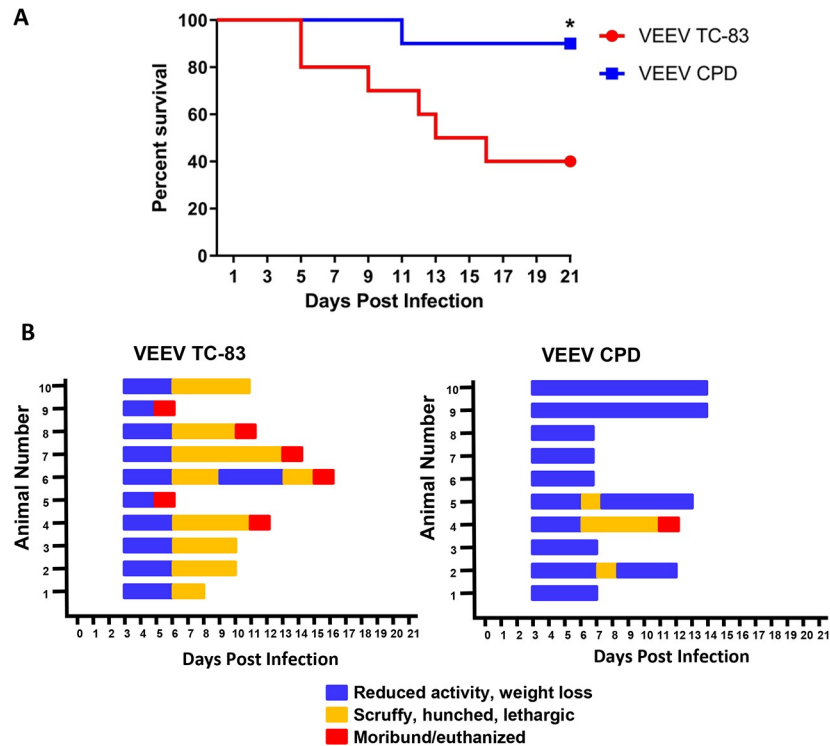 A
100
80
60
40
20
0
Percent survival
1 3 5 7 9 11 13 15 17 19 21
Days Post Infection
*
VEEV TC-83
VEEV CPD
B
VEEV TC-83
Animal Number
10
9
8
7
6
5
4
3
2
1
0 1 2 3 4 5 6 7 8 9 10 11 12 13 14 15 16 17 18 19 20 21
Days Post Infection
VEEV CPD
Animal Number
10
9
8
7
6
5
4
3
2
1
0 1 2 3 4 5 6 7 8 9 10 11 12 13 14 15 16 17 18 19 20 21
Days Post Infection
Reduced activity, weight loss
Scruffy, hunched, lethargic
Moribund/euthanized